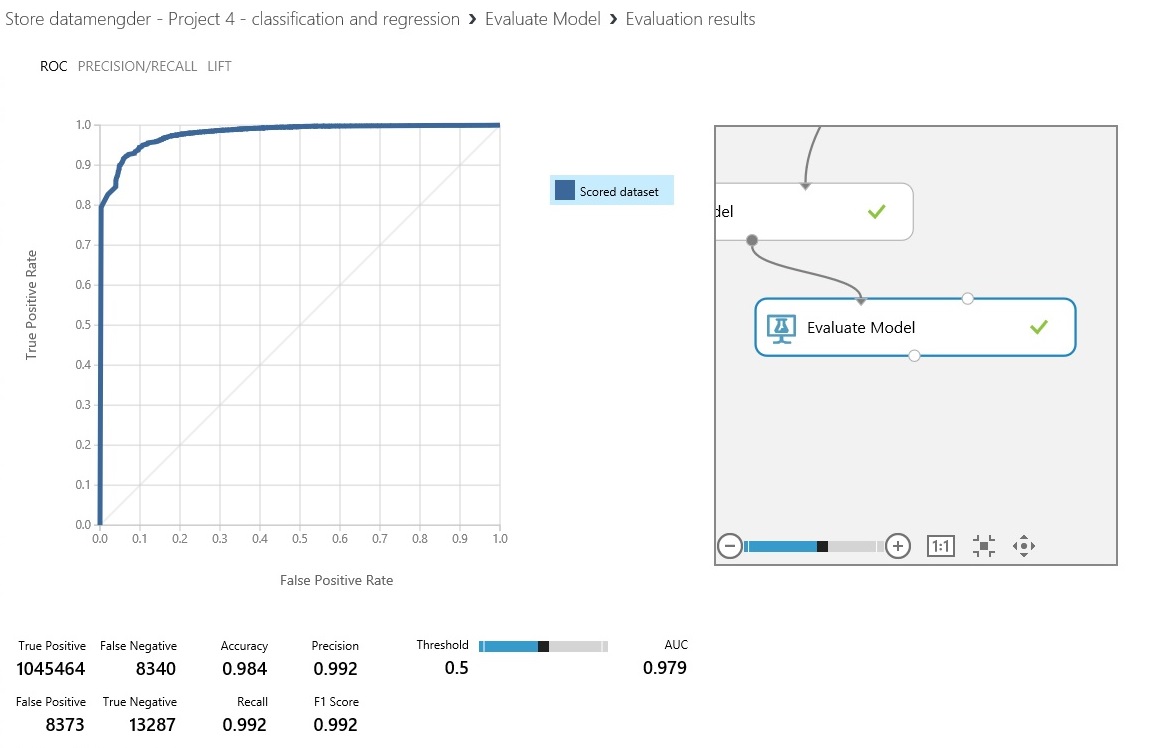 Store datamengder - Project 4 - classification and regression › Evaluate Model › Evaluation results
ROC PRECISION/RECALL LIFT
1.0
0.9
0.8
0.7
0.6
0.5
0.4
0.3
0.2
0.1
0.0
True Positive Rate
0.0 0.1 0.2 0.3 0.4 0.5 0.6 0.7 0.8 0.9 1.0
False Positive Rate
Scored dataset
del
Evaluate Model
1:1
True Positive False Negative Accuracy Precision Threshold AUC
1045464 8340 0.984 0.992 0.5 0.979
False Positive True Negative Recall F1 Score
8373 13287 0.992 0.992